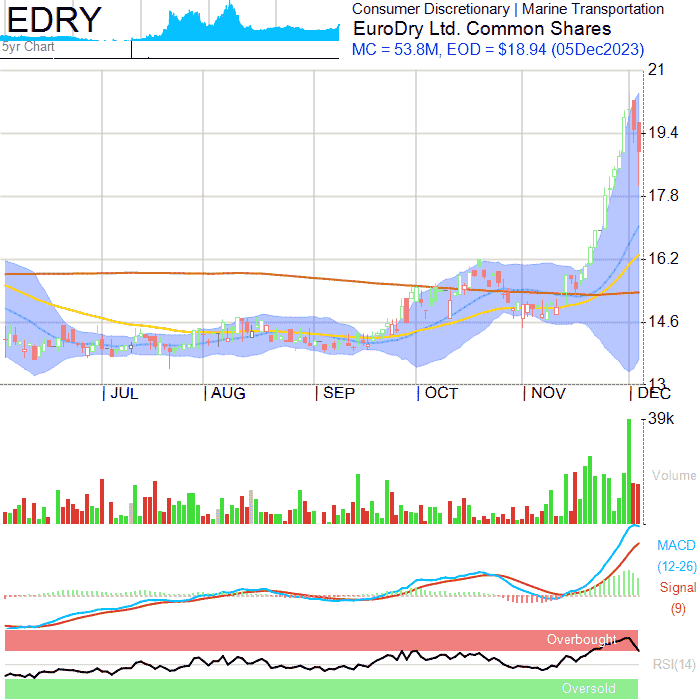 EDRY
5yr Chart
Consumer Discretionary | Marine Transportation
EuroDry Ltd. Common Shares
MC = 53.8M, EOD = $18.94 (05Dec2023)
21
19.4
17.8
16.2
14.6
13
JUL AUG SEP OCT NOV DEC
39k
Volume
MACD
(12-26)
Signal
(9)
Overbought
RSI(14)
Oversold